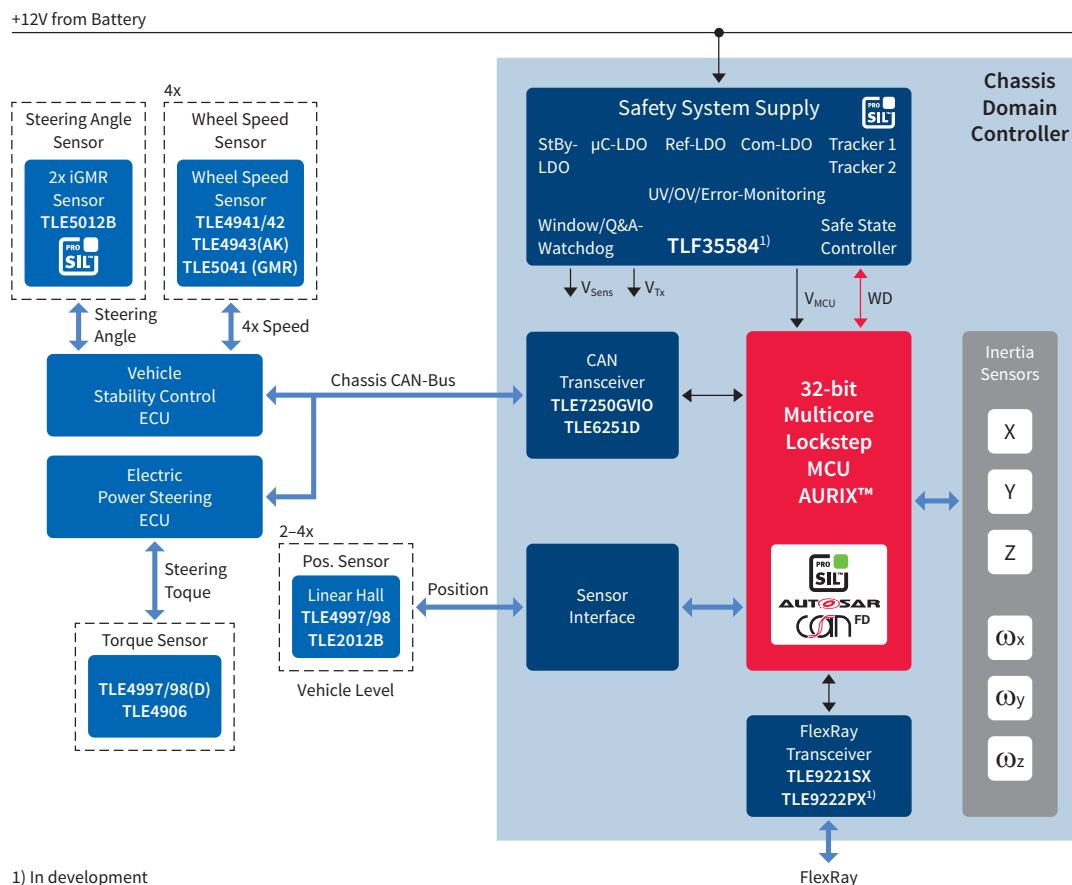 +12V from Battery
Chassis
Domain
Controller
Safety System Supply
PRO
SIL™
StBy-
LDO
µC-LDO
Ref-LDO
Com-LDO
Tracker 1
Tracker 2
UV/OV/Error-Monitoring
Window/Q&A-
Watchdog
TLF35584¹⁾
Safe State
Controller
V_Sens
V_Tx
V_MCU
WD
Steering Angle
Sensor
2x iGMR
Sensor
TLE5012B
PRO
SIL™
4x
Wheel Speed
Sensor
Wheel Speed
Sensor
TLE4941/42
TLE4943(AK)
TLE5041 (GMR)
Steering
Angle
4x Speed
Vehicle
Stability Control
ECU
Chassis CAN-Bus
CAN
Transceiver
TLE7250GVIO
TLE6251D
32-bit
Multicore
Lockstep
MCU
AURIX™
PRO
SIL™
AUTOSAR
CAN FD
Inertia
Sensors
X
Y
Z
ωx
ωy
ωz
Electric
Power Steering
ECU
Steering
Toque
2–4x
Pos. Sensor
Linear Hall
TLE4997/98
TLE2012B
Vehicle Level
Position
Sensor
Interface
Torque Sensor
TLE4997/98(D)
TLE4906
FlexRay
Transceiver
TLE9221SX
TLE9222PX¹⁾
FlexRay
1) In development